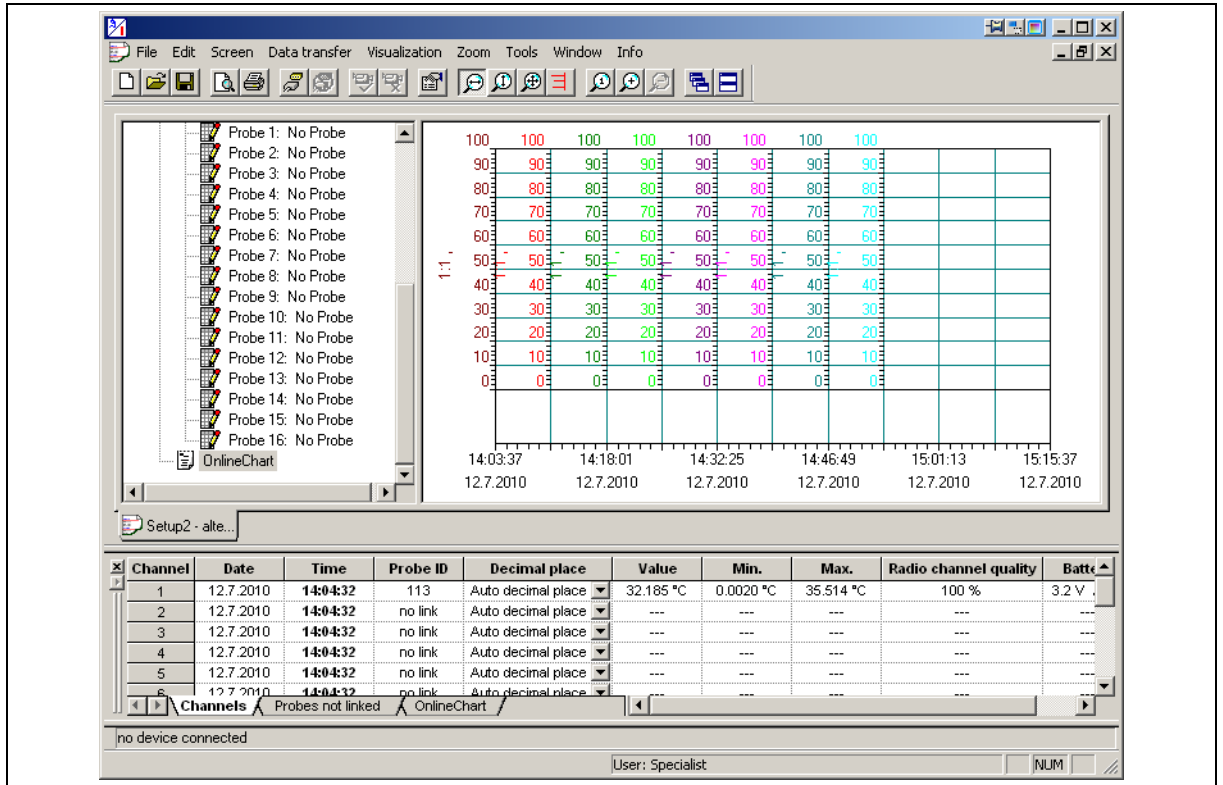 File Edit Screen Data transfer Visualization Zoom Tools Window Info
Probe 1: No Probe
Probe 2: No Probe
Probe 3: No Probe
Probe 4: No Probe
Probe 5: No Probe
Probe 6: No Probe
Probe 7: No Probe
Probe 8: No Probe
Probe 9: No Probe
Probe 10: No Probe
Probe 11: No Probe
Probe 12: No Probe
Probe 13: No Probe
Probe 14: No Probe
Probe 15: No Probe
Probe 16: No Probe
OnlineChart
100 100 100 100 100 100 100 100
90 90 90 90 90 90 90 90
80 80 80 80 80 80 80 80
70 70 70 70 70 70 70 70
60 60 60 60 60 60 60 60
50 50 50 50 50 50 50 50
40 40 40 40 40 40 40 40
30 30 30 30 30 30 30 30
20 20 20 20 20 20 20 20
10 10 10 10 10 10 10 10
0 0 0 0 0 0 0 0
14:03:37 14:18:01 14:32:25 14:46:49 15:01:13 15:15:37
12.7.2010 12.7.2010 12.7.2010 12.7.2010 12.7.2010 12.7.2010
Setup2 - alte...
Channel Date Time Probe ID Decimal place Value Min. Max. Radio channel quality Batte
1 12.7.2010 14:04:32 113 Auto decimal place 32.185 °C 0.0020 °C 35.514 °C 100 % 3.2 V
2 12.7.2010 14:04:32 no link Auto decimal place --- --- --- --- ---
3 12.7.2010 14:04:32 no link Auto decimal place --- --- --- --- ---
4 12.7.2010 14:04:32 no link Auto decimal place --- --- --- --- ---
5 12.7.2010 14:04:32 no link Auto decimal place --- --- --- --- ---
6 12.7.2010 14:04:32 no link Auto decimal place --- --- --- --- ---
Channels Probes not linked OnlineChart
no device connected
User: Specialist NUM